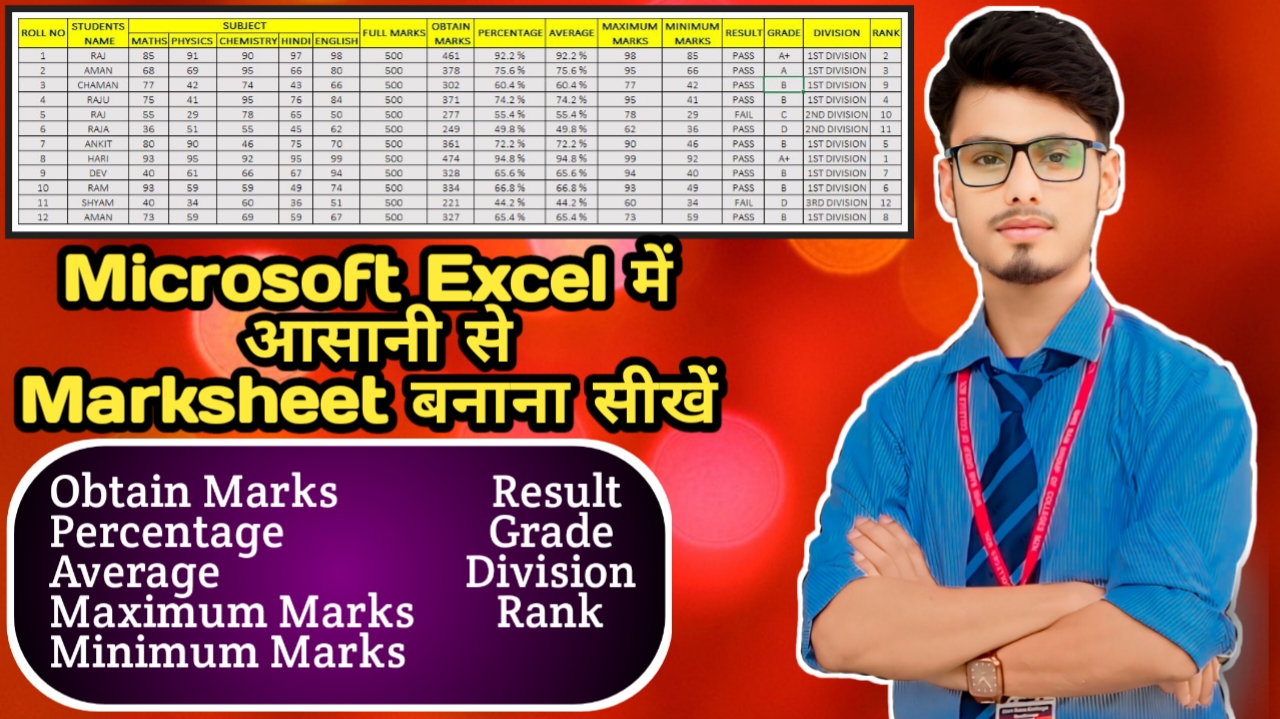 ROLL NO STUDENTS NAME SUBJECT FULL MARKS OBTAIN MARKS PERCENTAGE AVERAGE MAXIMUM MARKS MINIMUM MARKS RESULT GRADE DIVISION RANK
MATHS PHYSICS CHEMISTRY HINDI ENGLISH
1 RAJ 85 91 90 97 98 500 461 92.2 % 92.2 % 98 85 PASS A+ 1ST DIVISION 2
2 AMAN 68 69 95 66 80 500 378 75.6 % 75.6 % 95 66 PASS A 1ST DIVISION 3
3 CHAMAN 77 42 74 43 66 500 302 60.4 % 60.4 % 77 42 PASS B 1ST DIVISION 9
4 RAJU 75 41 95 76 84 500 371 74.2 % 74.2 % 95 41 PASS B 1ST DIVISION 4
5 RAJ 55 29 78 65 50 500 277 55.4 % 55.4 % 78 29 FAIL C 2ND DIVISION 10
6 RAJA 36 51 55 45 62 500 249 49.8 % 49.8 % 62 36 PASS D 2ND DIVISION 11
7 ANKIT 80 90 46 75 70 500 361 72.2 % 72.2 % 90 46 PASS B 1ST DIVISION 5
8 HARI 93 95 92 95 99 500 474 94.8 % 94.8 % 99 92 PASS A+ 1ST DIVISION 1
9 DEV 40 61 66 67 94 500 328 65.6 % 65.6 % 94 40 PASS B 1ST DIVISION 7
10 RAM 93 59 59 49 74 500 334 66.8 % 66.8 % 93 49 PASS B 1ST DIVISION 6
11 SHYAM 40 34 60 36 51 500 221 44.2 % 44.2 % 60 34 FAIL D 3RD DIVISION 12
12 AMAN 73 59 69 59 67 500 327 65.4 % 65.4 % 73 59 PASS B 1ST DIVISION 8
Microsoft Excel में
आसानी से
Marksheet बनाना सीखें
Obtain Marks
Percentage
Average
Maximum Marks
Minimum Marks
Result
Grade
Division
Rank